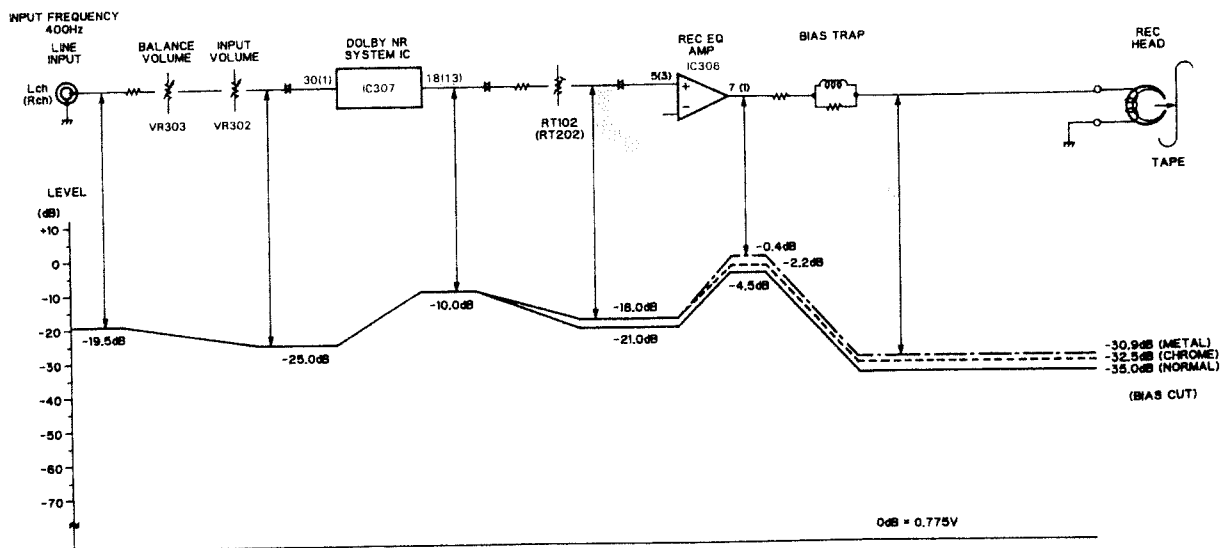 INPUT FREQUENCY
400Hz
LINE
INPUT
BALANCE
VOLUME
INPUT
VOLUME
DOLBY NR
SYSTEM IC
REC EQ
AMP
IC308
BIAS TRAP
REC
HEAD
Lch
(Rch)
30(1)
IC307
18(13)
5(3)
+
-
7 (1)
VR303
VR302
RT102
(RT202)
TAPE
LEVEL
(dB)
+10
0
-10
-20
-30
-40
-50
-60
-70
-19.5dB
-25.0dB
-10.0dB
-18.0dB
-21.0dB
-0.4dB
-2.2dB
-4.5dB
-30.9dB (METAL)
-32.5dB (CHROME)
-35.0dB (NORMAL)
(BIAS CUT)
0dB = 0.775V